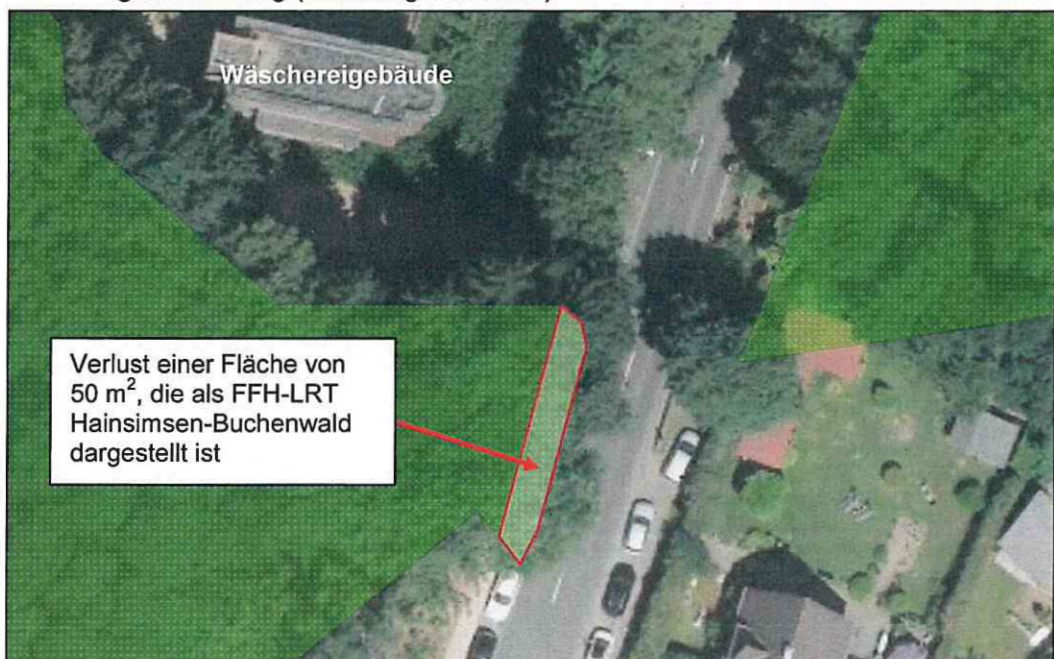 Wäschereigebäude
Verlust einer Fläche von
50 m², die als FFH-LRT
Hainsimsen-Buchenwald
dargestellt ist